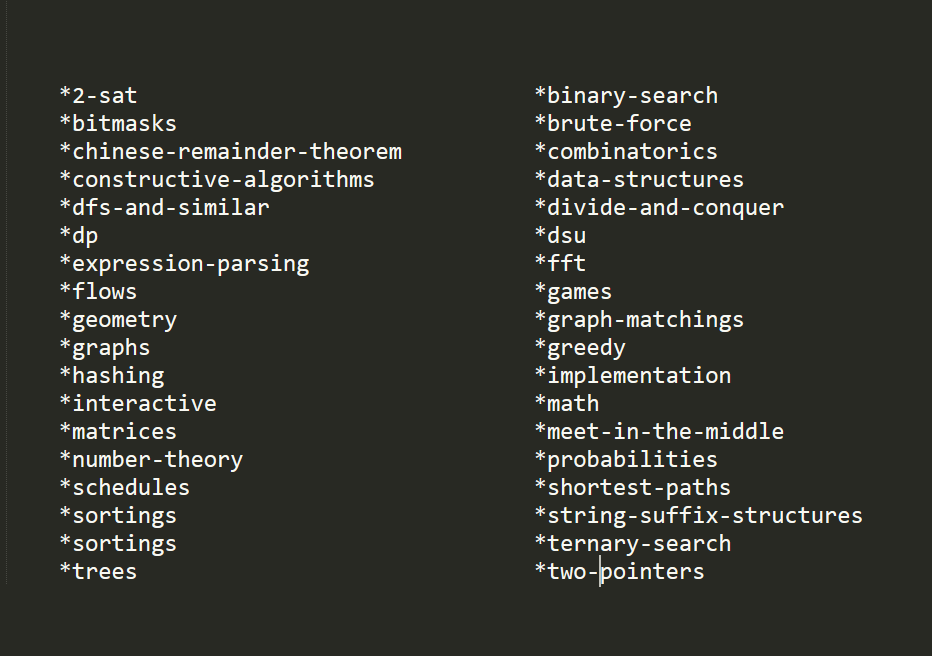 *2-sat *binary-search
*bitmasks *brute-force
*chinese-remainder-theorem *combinatorics
*constructive-algorithms *data-structures
*dfs-and-similar *divide-and-conquer
*dp *dsu
*expression-parsing *fft
*flows *games
*geometry *graph-matchings
*graphs *greedy
*hashing *implementation
*interactive *math
*matrices *meet-in-the-middle
*number-theory *probabilities
*schedules *shortest-paths
*sortings *string-suffix-structures
*sortings *ternary-search
*trees *two-pointers